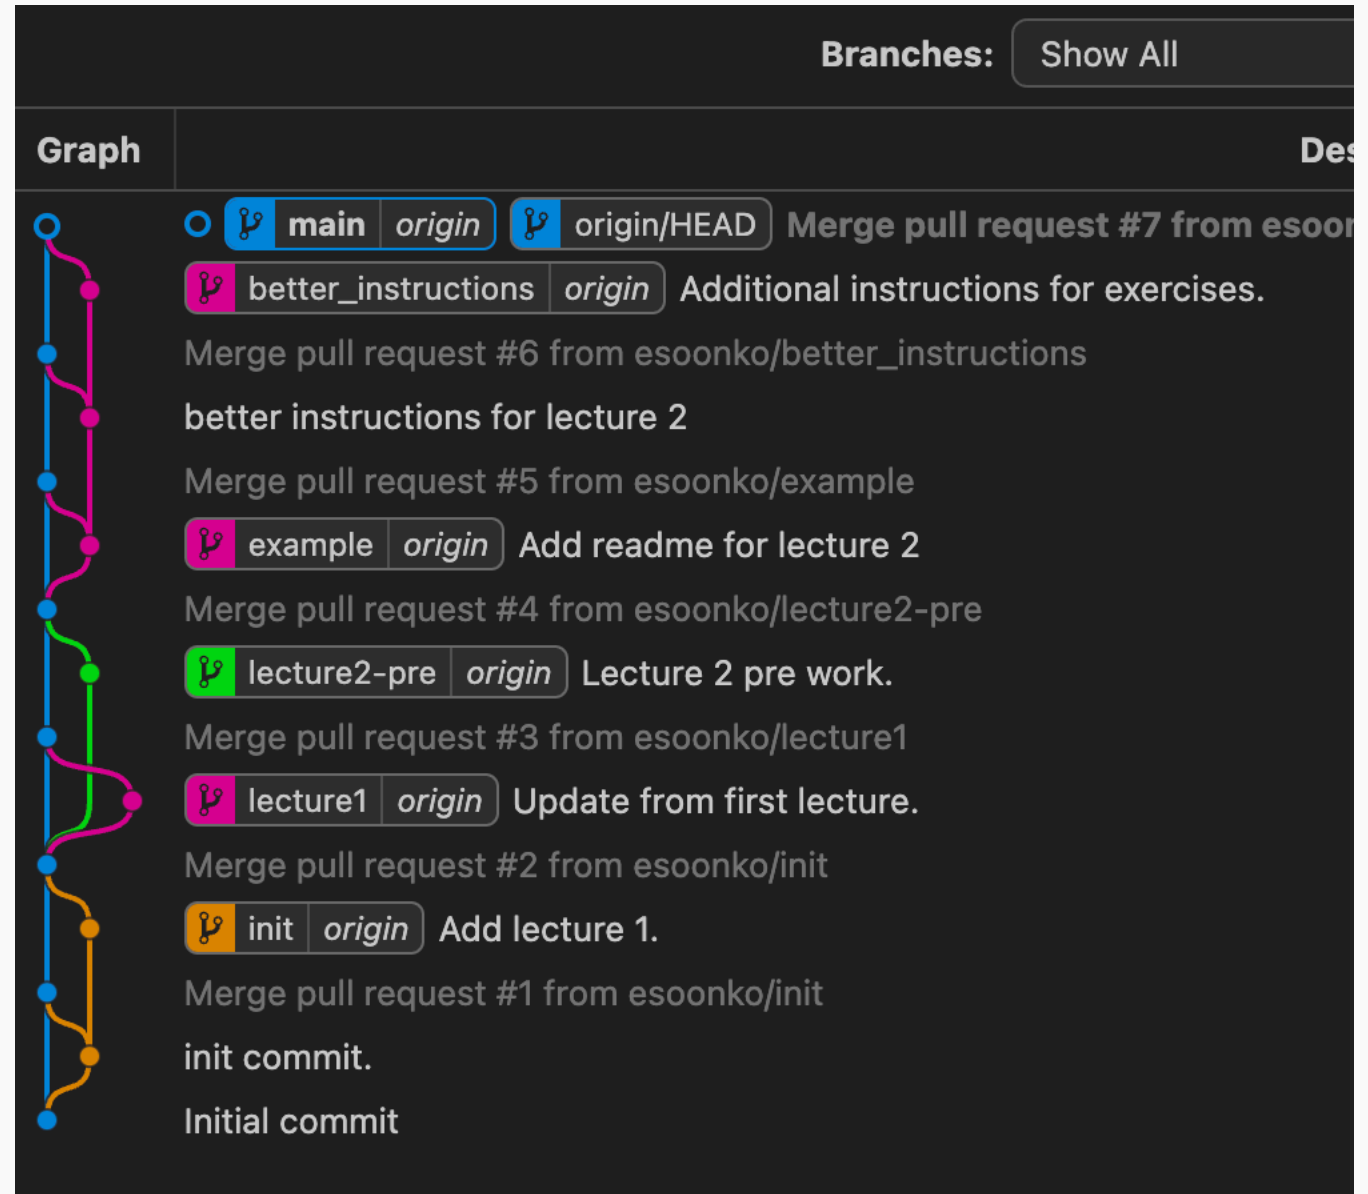 Branches: Show All
Graph
main origin origin/HEAD Merge pull request #7 from
better_instructions origin Additional instructions for exercises.
Merge pull request #6 from esoonko/better_instructions
better instructions for lecture 2
Merge pull request #5 from esoonko/example
example origin Add readme for lecture 2
Merge pull request #4 from esoonko/lecture2-pre
lecture2-pre origin Lecture 2 pre work.
Merge pull request #3 from esoonko/lecture1
lecture1 origin Update from first lecture.
Merge pull request #2 from esoonko/init
init origin Add lecture 1.
Merge pull request #1 from esoonko/init
init commit.
Initial commit